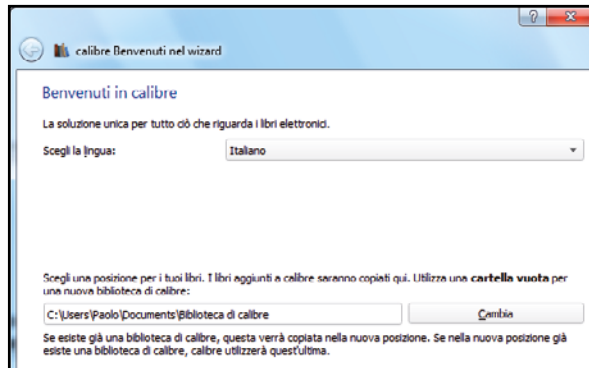 calibre Benvenuti nel wizard
Benvenuti in calibre
La soluzione unica per tutto ciò che riguarda i libri elettronici.
Scegli la lingua: Italiano
Scegli una posizione per i tuoi libri. I libri aggiunti a calibre saranno copiati qui. Utilizza una cartella vuota per
una nuova biblioteca di calibre:
C:\Users\Paolo\Documents\Biblioteca di calibre Cambia
Se esiste già una biblioteca di calibre, questa verrà copiata nella nuova posizione. Se nella nuova posizione già
esiste una biblioteca di calibre, calibre utilizzerà quest'ultima.